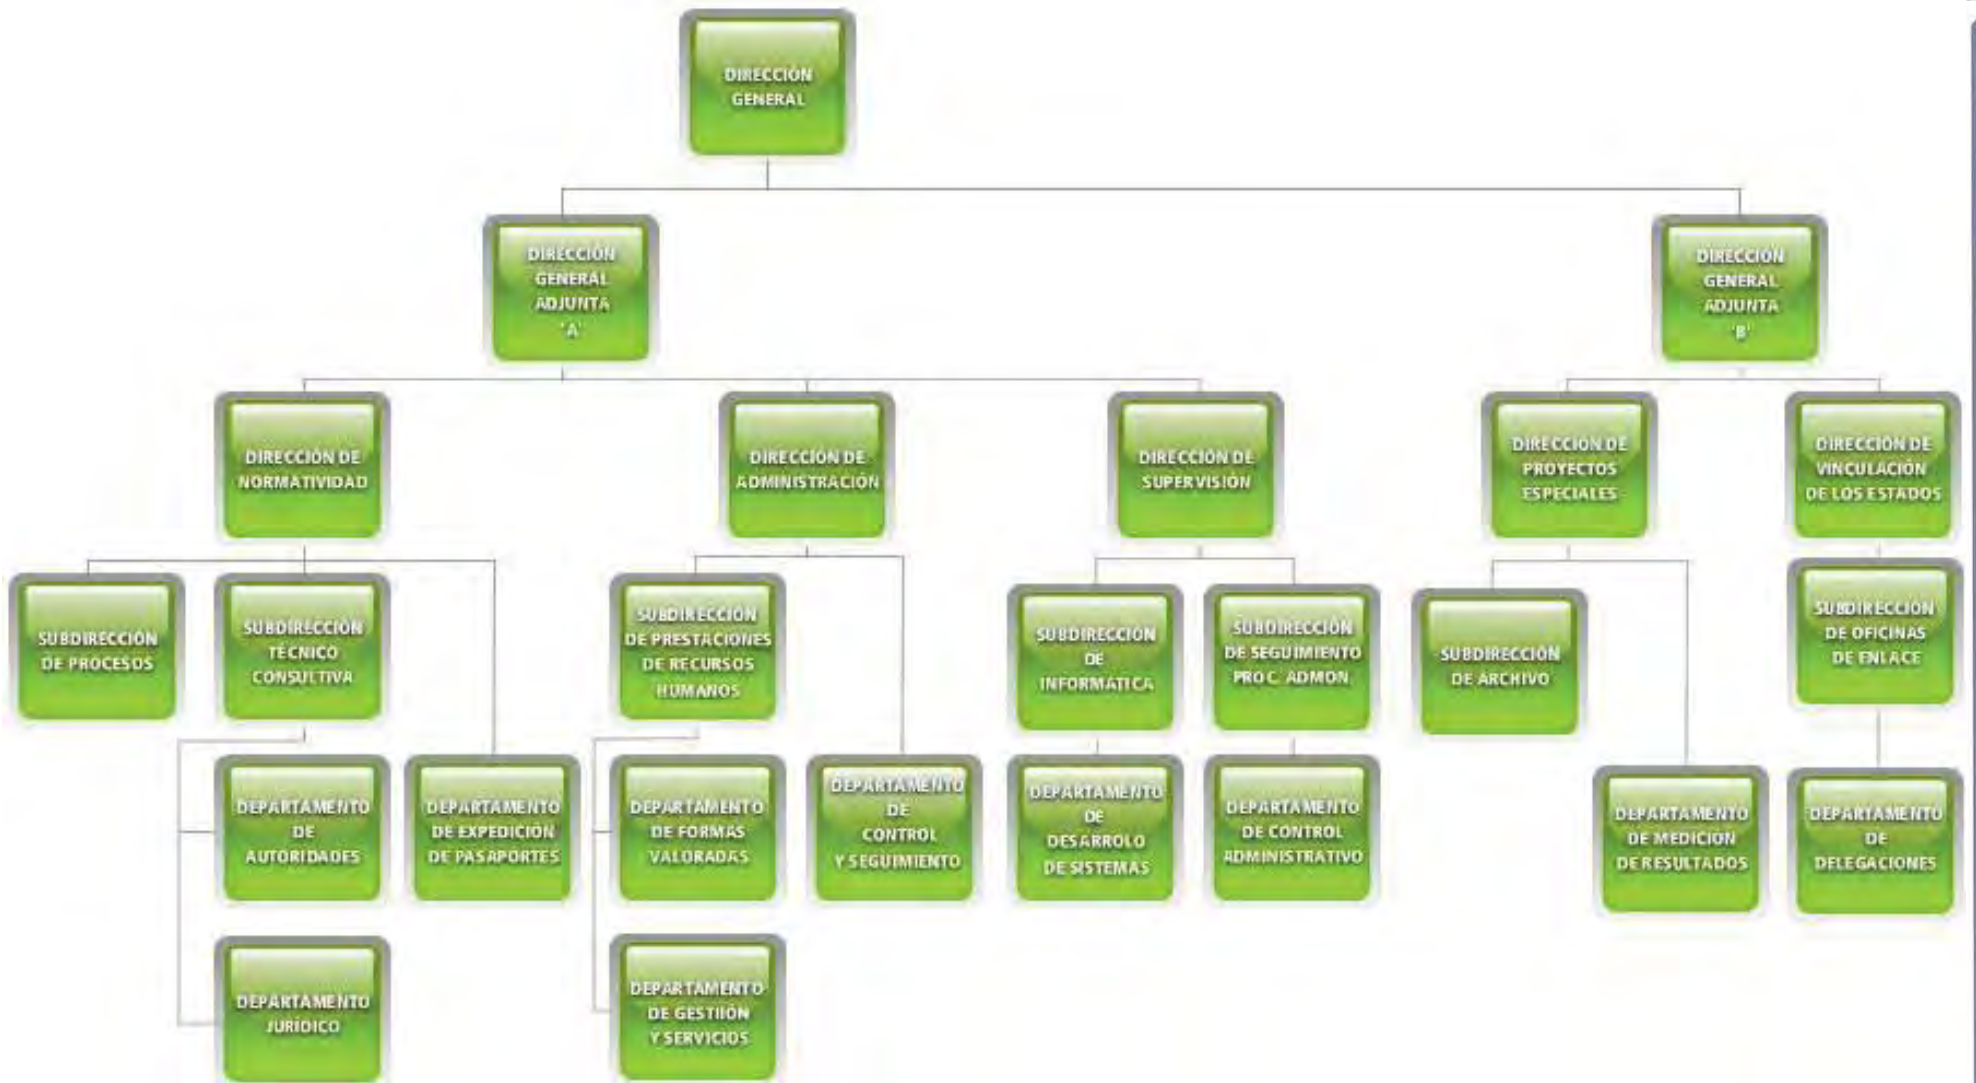 DIRECCIÓN
GENERAL
DIRECCIÓN
GENERAL
ADJUNTA
'A'
DIRECCIÓN
GENERAL
ADJUNTA
'B'
DIRECCIÓN DE
NORMATIVIDAD
DIRECCIÓN DE
ADMINISTRACIÓN
DIRECCIÓN DE
SUPERVISIÓN
DIRECCIÓN DE
PROYECTOS
ESPECIALES
DIRECCIÓN DE
VINCULACIÓN
DE LOS ESTADOS
SUBDIRECCIÓN
DE PROCESOS
SUBDIRECCIÓN
TÉCNICO
CONSULTIVA
SUBDIRECCIÓN
DE PRESTACIONES
DE RECURSOS
HUMANOS
SUBDIRECCIÓN
DE
INFORMÁTICA
SUBDIRECCIÓN
DE SEGUIMIENTO
PROC. ADMON.
SUBDIRECCIÓN
DE ARCHIVO
SUBDIRECCIÓN
DE OFICINAS
DE ENLACE
DEPARTAMENTO
DE
AUTORIDADES
DEPARTAMENTO
DE EXPEDICIÓN
DE PASAPORTES
DEPARTAMENTO
DE FORMAS
VALORADAS
DEPARTAMENTO
DE
CONTROL
Y SEGUIMIENTO
DEPARTAMENTO
DE
DESARROLO
DE SISTEMAS
DEPARTAMENTO
DE CONTROL
ADMINISTRATIVO
DEPARTAMENTO
DE MEDICIÓN
DE RESULTADOS
DEPARTAMENTO
DE
DELEGACIONES
DEPARTAMENTO
JURÍDICO
DEPARTAMENTO
DE GESTIIÓN
Y SERVICIOS